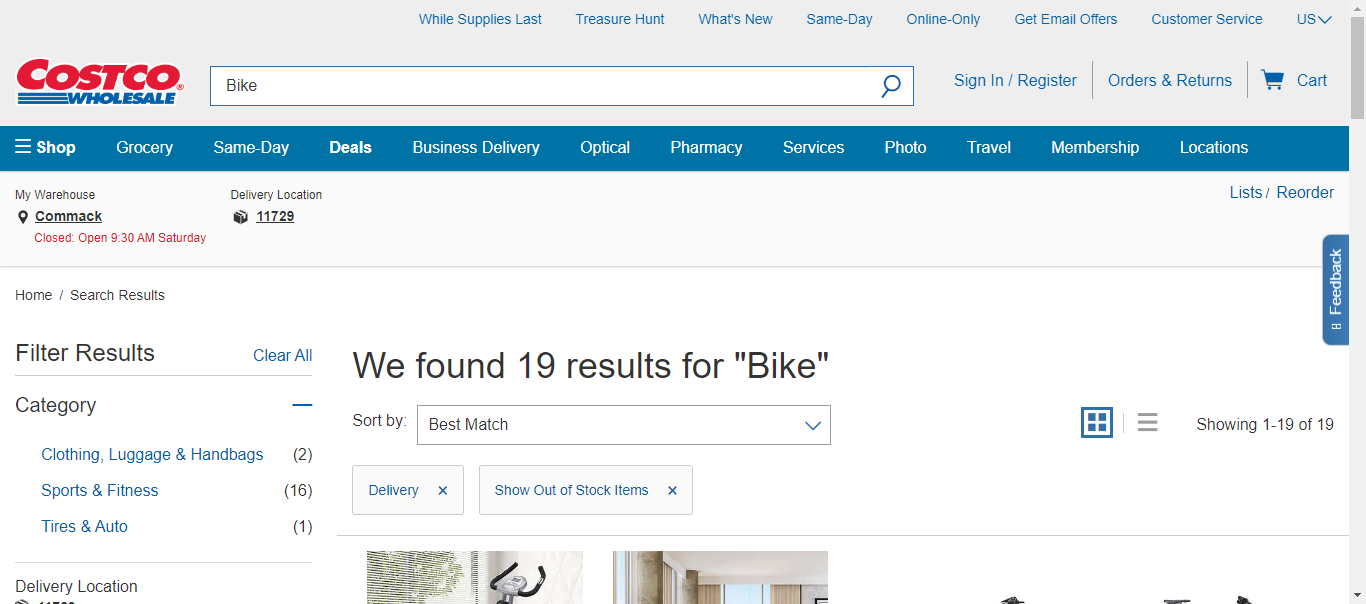 While Supplies Last Treasure Hunt What's New Same-Day Online-Only Get Email Offers Customer Service US
COSTCO WHOLESALE
Bike
Sign In / Register Orders & Returns Cart
Shop Grocery Same-Day Deals Business Delivery Optical Pharmacy Services Photo Travel Membership Locations
My Warehouse Delivery Location
Commack 11729
Closed: Open 9:30 AM Saturday
Lists / Reorder
Feedback
Home / Search Results
Filter Results Clear All
Category
Clothing, Luggage & Handbags (2)
Sports & Fitness (16)
Tires & Auto (1)
Delivery Location
We found 19 results for "Bike"
Sort by: Best Match
Showing 1-19 of 19
Delivery ×
Show Out of Stock Items ×